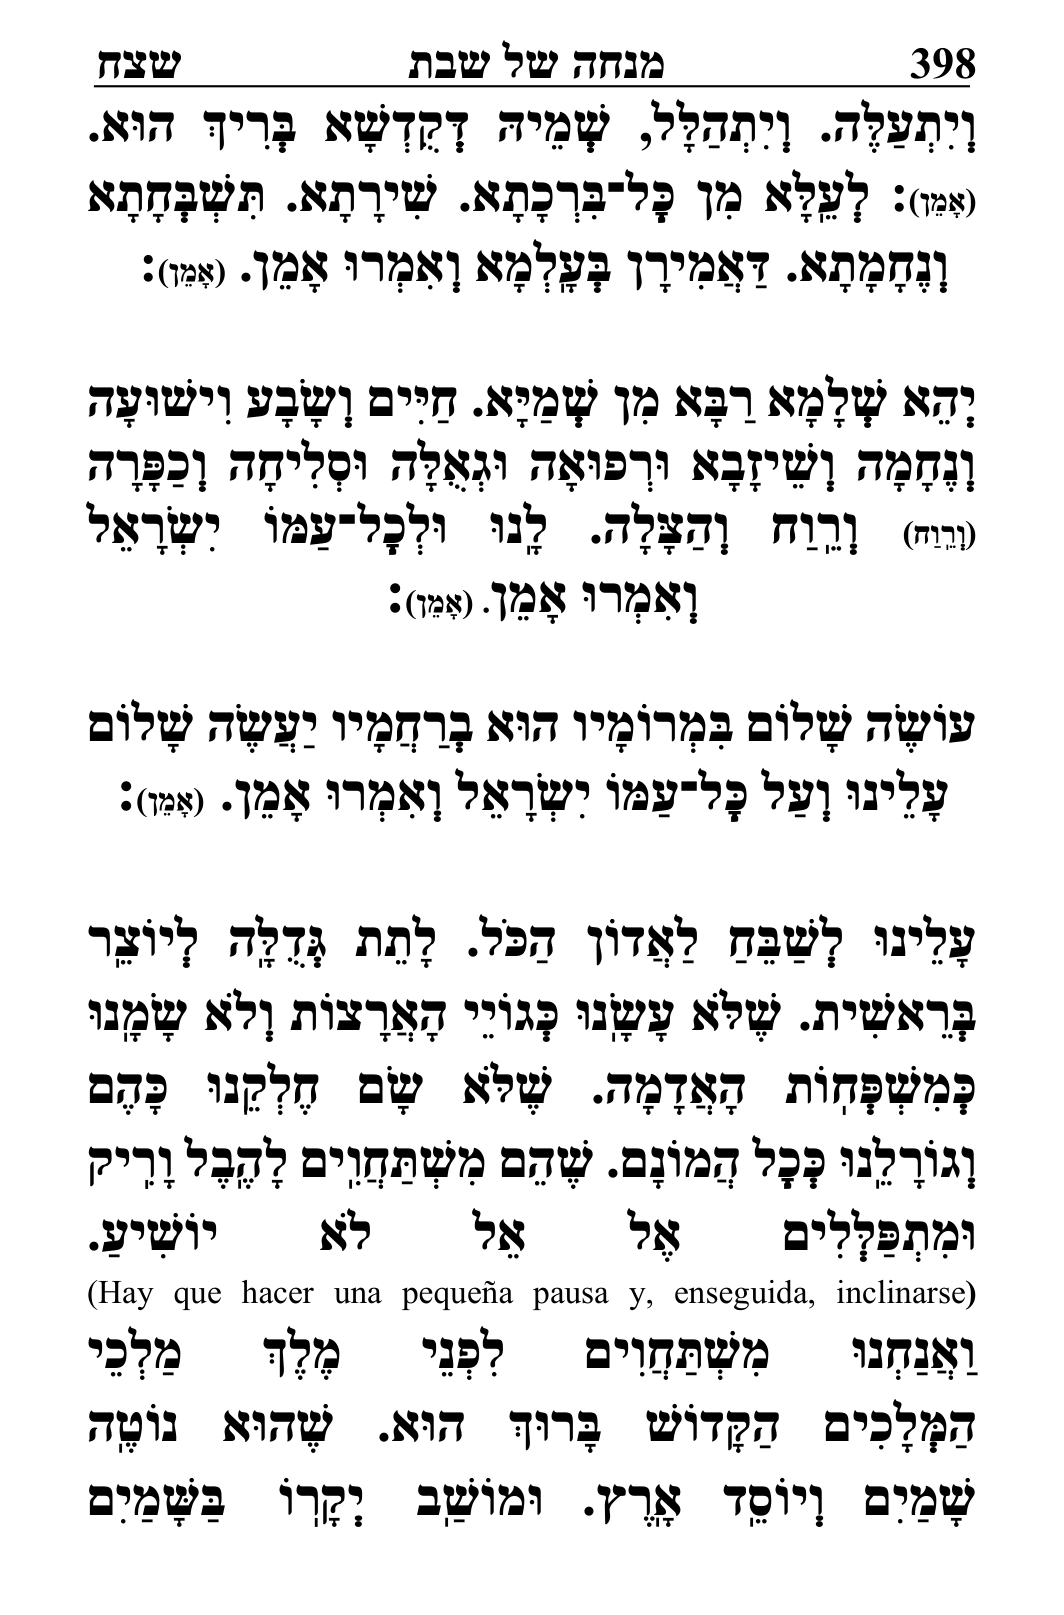 398 מנחה של שבת שצח
וְיִתְעַלֶּה. וְיִתְהַלָּל, שְׁמֵיהּ דְּקֻדְשָׁא בְּרִיךְ הוּא.
(אָמֵן): לְעֵלָּא מִן כָּל־בִּרְכָתָא. שִׁירָתָא. תִּשְׁבְּחָתָא
וְנֶחָמָתָא. דַּאֲמִירָן בְּעָלְמָא וְאִמְרוּ אָמֵן. (אָמֵן):
יְהֵא שְׁלָמָא רַבָּא מִן שְׁמַיָּא. חַיִּים וְשָׂבָע וִישׁוּעָה
וְנֶחָמָה וְשֵׁיזָבָא וּרְפוּאָה וּגְאֻלָּה וּסְלִיחָה וְכַפָּרָה
(וְרֵוַח) וְרֵוַח וְהַצָּלָה. לָנוּ וּלְכָל־עַמּוֹ יִשְׂרָאֵל
וְאִמְרוּ אָמֵן. (אָמֵן):
עוֹשֶׂה שָׁלוֹם בִּמְרוֹמָיו הוּא בְרַחֲמָיו יַעֲשֶׂה שָׁלוֹם
עָלֵינוּ וְעַל כָּל־עַמּוֹ יִשְׂרָאֵל וְאִמְרוּ אָמֵן. (אָמֵן):
עָלֵינוּ לְשַׁבֵּחַ לַאֲדוֹן הַכֹּל. לָתֵת גְּדֻלָּה לְיוֹצֵר
בְּרֵאשִׁית. שֶׁלֹּא עָשָׂנוּ כְּגוֹיֵי הָאֲרָצוֹת וְלֹא שָׂמָנוּ
כְּמִשְׁפְּחוֹת הָאֲדָמָה. שֶׁלֹּא שָׂם חֶלְקֵנוּ כָּהֶם
וְגוֹרָלֵנוּ כְּכָל הֲמוֹנָם. שֶׁהֵם מִשְׁתַּחֲוִים לָהֶבֶל וָרִיק
וּמִתְפַּלְּלִים אֶל אֵל לֹא יוֹשִׁיעַ.
(Hay que hacer una pequeña pausa y, enseguida, inclinarse)
וַאֲנַחְנוּ מִשְׁתַּחֲוִים לִפְנֵי מֶלֶךְ מַלְכֵי
הַמְּלָכִים הַקָּדוֹשׁ בָּרוּךְ הוּא. שֶׁהוּא נוֹטֶה
שָׁמַיִם וְיוֹסֵד אָרֶץ. וּמוֹשַׁב יְקָרוֹ בַּשָּׁמַיִם